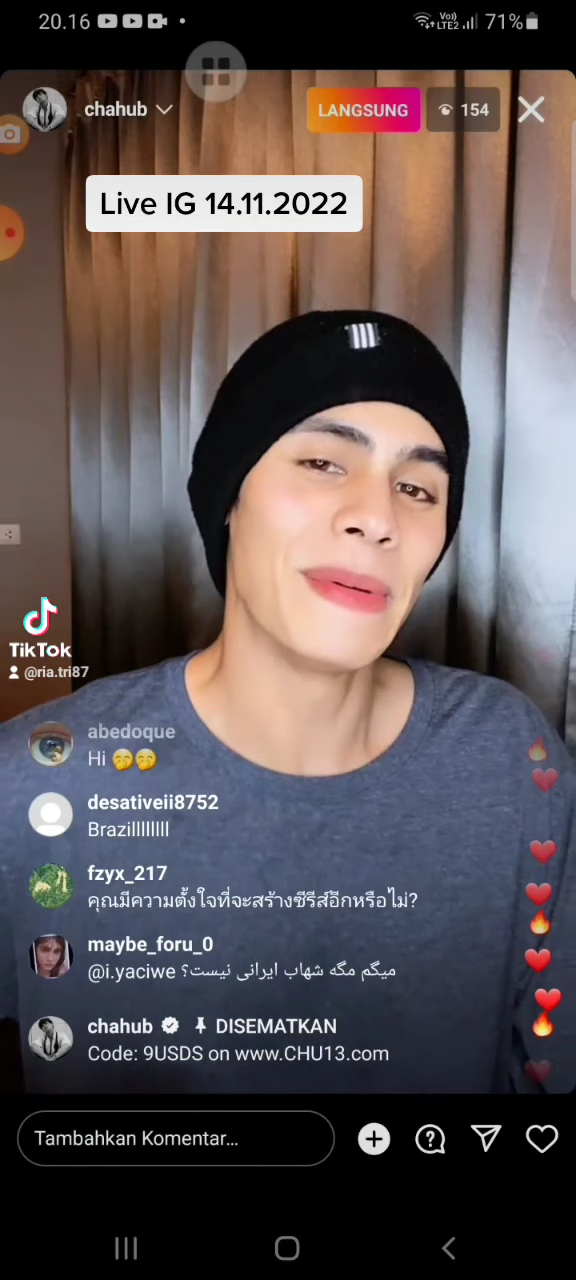 20.16
Vo))
LTE2
71%
chahub
LANGSUNG
154
Live IG 14.11.2022
TikTok
@ria.tri87
abedoque
Hi 🤭🤭
desativeii8752
Brazillllllll
fzyx_217
คุณมีความตั้งใจที่จะสร้างซีรีส์อีกหรือไม่?
maybe_foru_0
@i.yaciwe میگم مگه شهاب ایرانی نیست؟
chahub DISEMATKAN
Code: 9USDS on www.CHU13.com
Tambahkan Komentar...